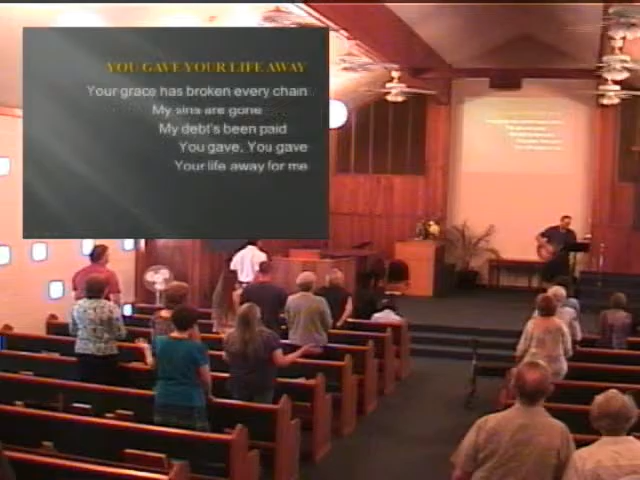 YOU GAVE YOUR LIFE AWAY
Your grace has broken every chain
My sins are gone
My debt's been paid
You gave, You gave
Your life away for me